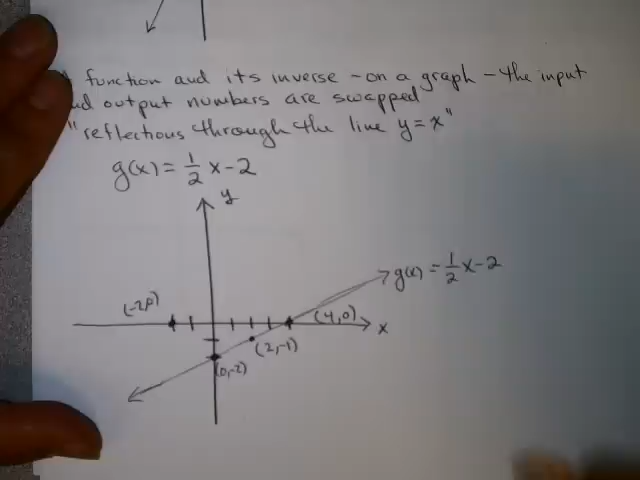 function and its inverse - on a graph - the input
output numbers are swapped
"reflections through the line y=x"
g(x) = 1/2 x - 2
y
g(x) = 1/2 x - 2
(-2,0)
(4,0)
x
(2,-1)
(0,-2)